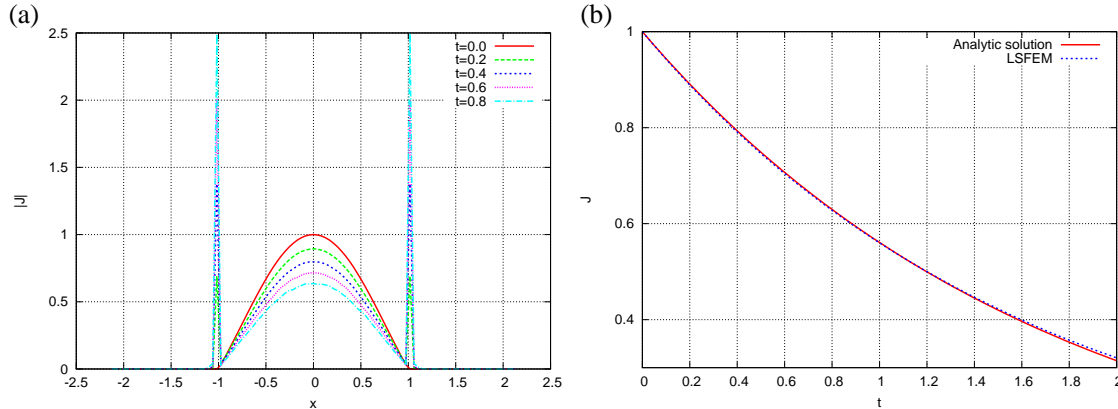 (a)
2.5
2
1.5
1
0.5
0
|J|
-2.5 -2 -1.5 -1 -0.5 0 0.5 1 1.5 2 2.5
x
t=0.0
t=0.2
t=0.4
t=0.6
t=0.8
(b)
1
0.8
0.6
0.4
J
0 0.2 0.4 0.6 0.8 1 1.2 1.4 1.6 1.8 2
t
Analytic solution
LSFEM